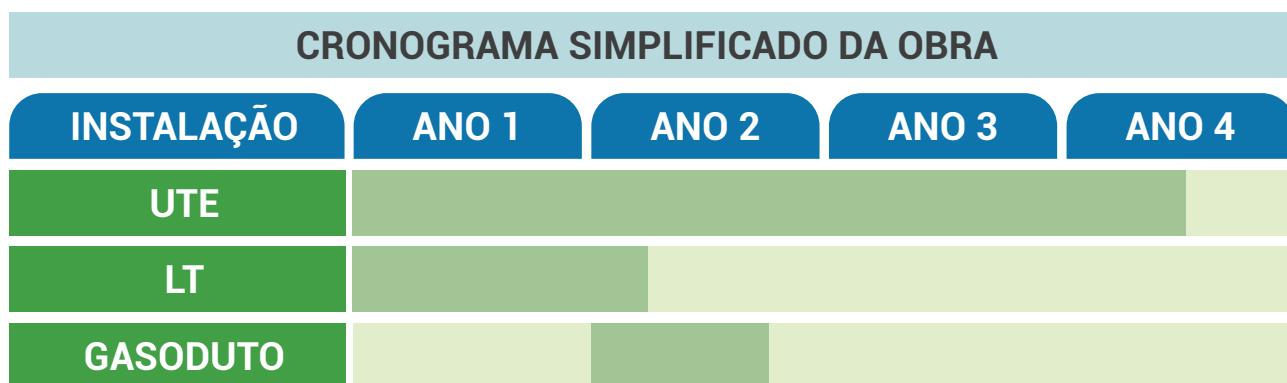 CRONOGRAMA SIMPLIFICADO DA OBRA
INSTALAÇÃO ANO 1 ANO 2 ANO 3 ANO 4
UTE
LT
GASODUTO